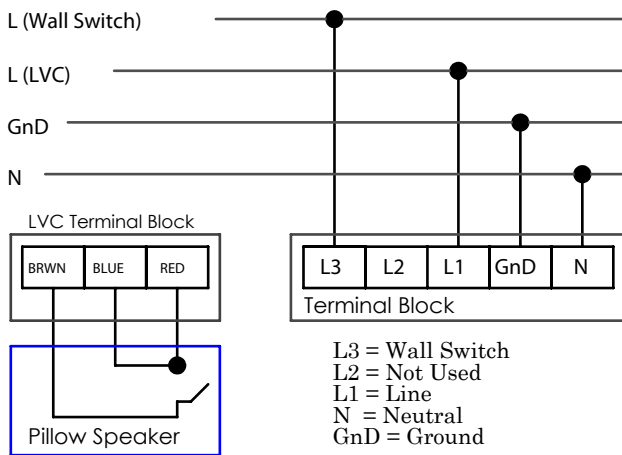 L (Wall Switch)
L (LVC)
GnD
N
LVC Terminal Block
BRWN BLUE RED
L3 L2 L1 GnD N
Terminal Block
Pillow Speaker
L3 = Wall Switch
L2 = Not Used
L1 = Line
N = Neutral
GnD = Ground